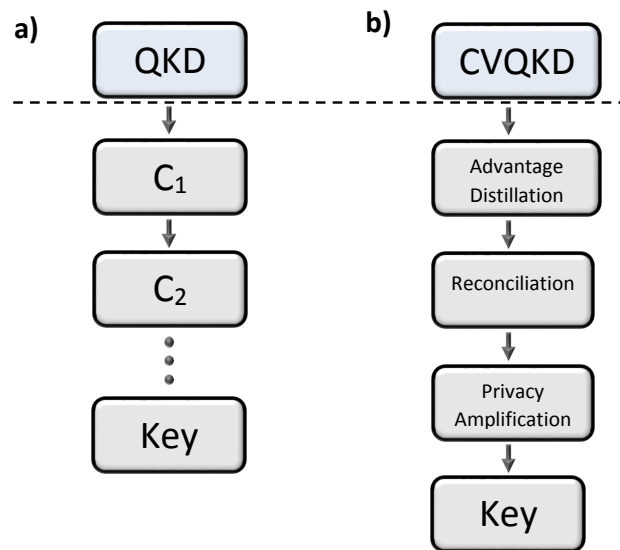 a)
QKD
C₁
C₂
Key
b)
CVQKD
Advantage
Distillation
Reconciliation
Privacy
Amplification
Key